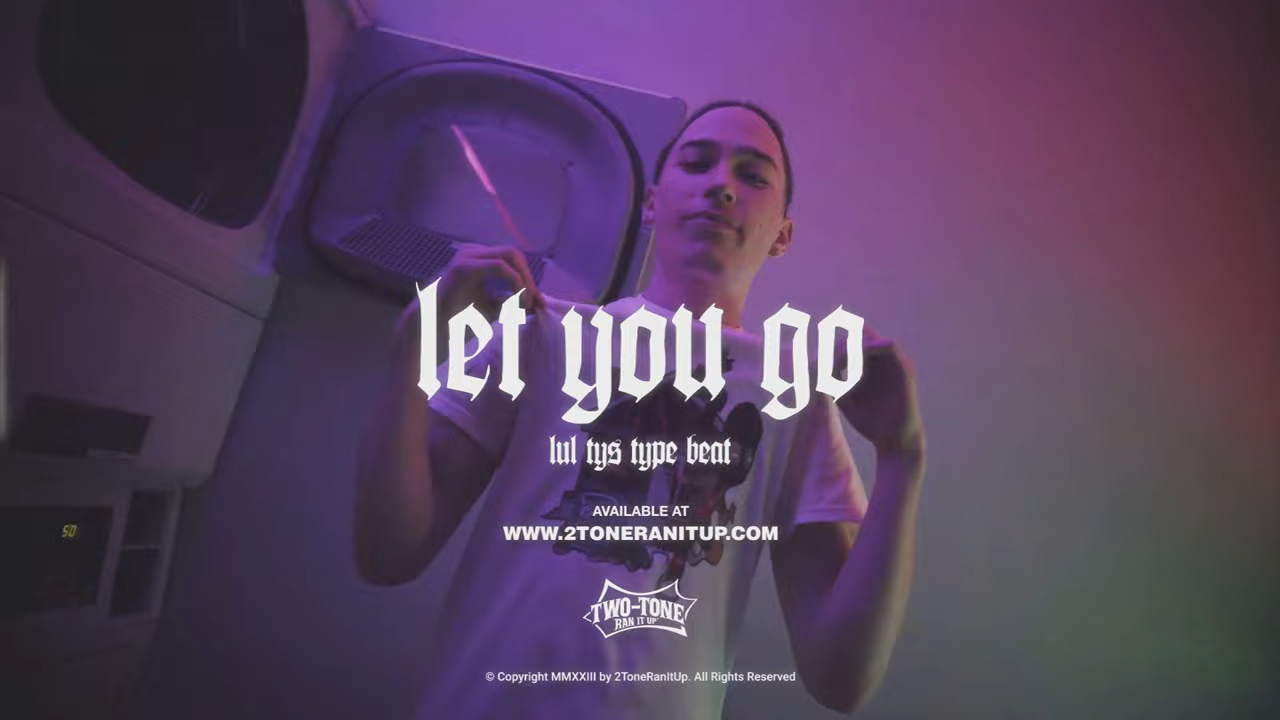 let you go
lul tys type beat
AVAILABLE AT
WWW.2TONERANITUP.COM
TWO-TONE
RAN IT UP
© Copyright MMXXIII by 2ToneRanItUp. All Rights Reserved
50